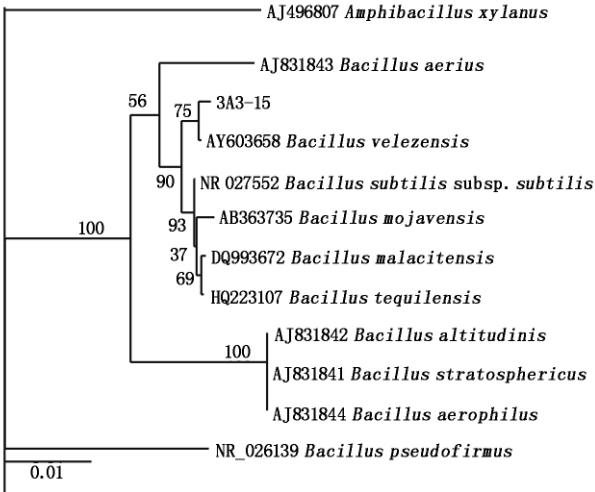 AJ496807 Amphibacillus xylanus
AJ831843 Bacillus aerius
56
75
3A3-15
AY603658 Bacillus velezensis
90
NR 027552 Bacillus subtilis subsp. subtilis
93
AB363735 Bacillus mojavensis
100
37
DQ993672 Bacillus malacitensis
69
HQ223107 Bacillus tequilensis
AJ831842 Bacillus altitudinis
100
AJ831841 Bacillus stratosphericus
AJ831844 Bacillus aerophilus
NR_026139 Bacillus pseudofirmus
0.01